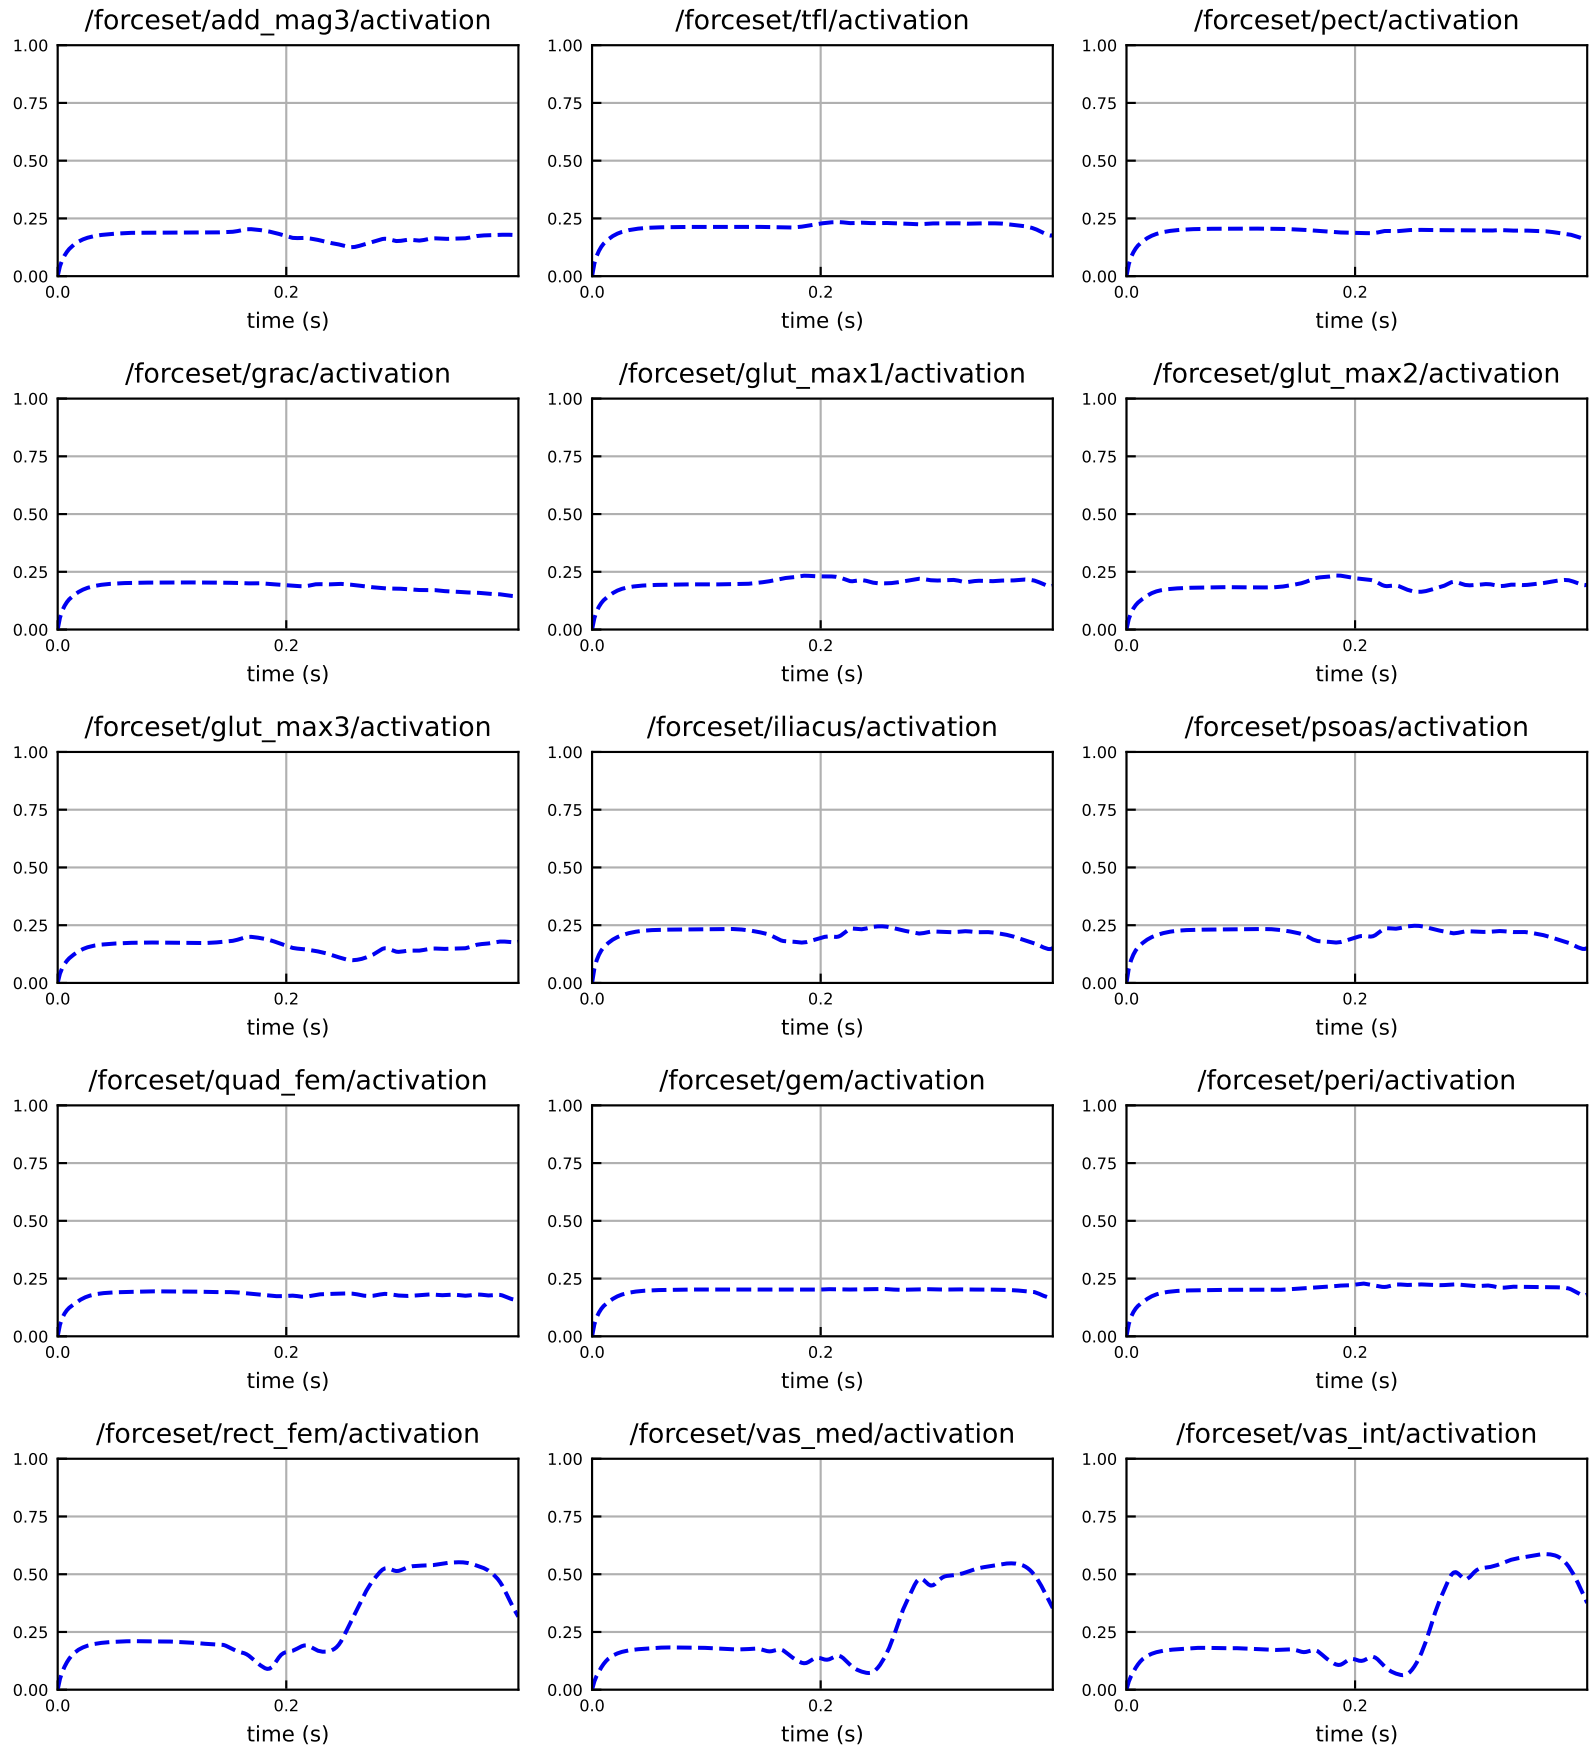 /forceset/add_mag3/activation /forceset/tfl/activation /forceset/pect/activation
1.00 1.00 1.00
0.75 0.75 0.75
0.50 0.50 0.50
0.25 0.25 0.25
0.00 0.00 0.00
0.0 0.2 0.0 0.2 0.0 0.2
time (s) time (s) time (s)
/forceset/grac/activation /forceset/glut_max1/activation /forceset/glut_max2/activation
1.00 1.00 1.00
0.75 0.75 0.75
0.50 0.50 0.50
0.25 0.25 0.25
0.00 0.00 0.00
0.0 0.2 0.0 0.2 0.0 0.2
time (s) time (s) time (s)
/forceset/glut_max3/activation /forceset/iliacus/activation /forceset/psoas/activation
1.00 1.00 1.00
0.75 0.75 0.75
0.50 0.50 0.50
0.25 0.25 0.25
0.00 0.00 0.00
0.0 0.2 0.0 0.2 0.0 0.2
time (s) time (s) time (s)
/forceset/quad_fem/activation /forceset/gem/activation /forceset/peri/activation
1.00 1.00 1.00
0.75 0.75 0.75
0.50 0.50 0.50
0.25 0.25 0.25
0.00 0.00 0.00
0.0 0.2 0.0 0.2 0.0 0.2
time (s) time (s) time (s)
/forceset/rect_fem/activation /forceset/vas_med/activation /forceset/vas_int/activation
1.00 1.00 1.00
0.75 0.75 0.75
0.50 0.50 0.50
0.25 0.25 0.25
0.00 0.00 0.00
0.0 0.2 0.0 0.2 0.0 0.2
time (s) time (s) time (s)